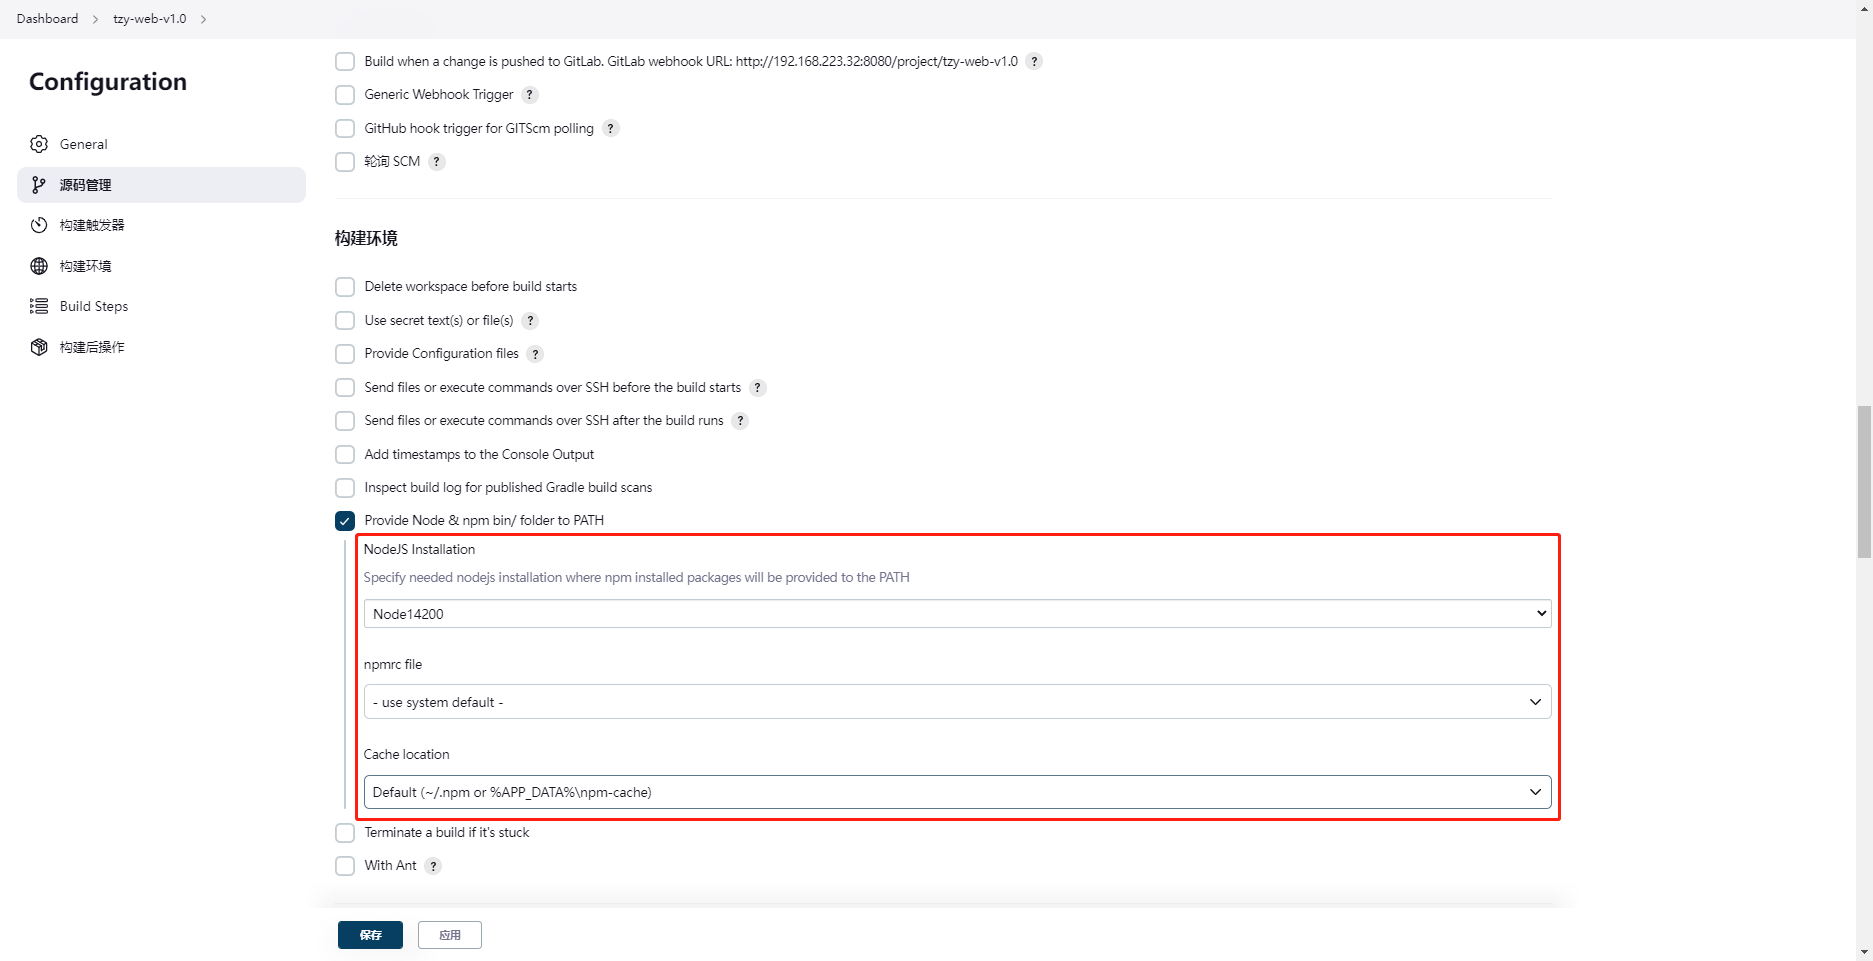 Dashboard
tzy-web-v1.0
Configuration
General
源码管理
构建触发器
构建环境
Build Steps
构建后操作
Build when a change is pushed to GitLab. GitLab webhook URL: http://192.168.223.32:8080/project/tzy-web-v1.0 ?
Generic Webhook Trigger ?
GitHub hook trigger for GITScm polling ?
轮询 SCM ?
构建环境
Delete workspace before build starts
Use secret text(s) or file(s) ?
Provide Configuration files ?
Send files or execute commands over SSH before the build starts ?
Send files or execute commands over SSH after the build runs ?
Add timestamps to the Console Output
Inspect build log for published Gradle build scans
Provide Node & npm bin/ folder to PATH
NodeJS Installation
Specify needed nodejs installation where npm installed packages will be provided to the PATH
Node14200
npmrc file
- use system default -
Cache location
Default (~/.npm or %APP_DATA%\npm-cache)
Terminate a build if it's stuck
With Ant ?
保存
应用